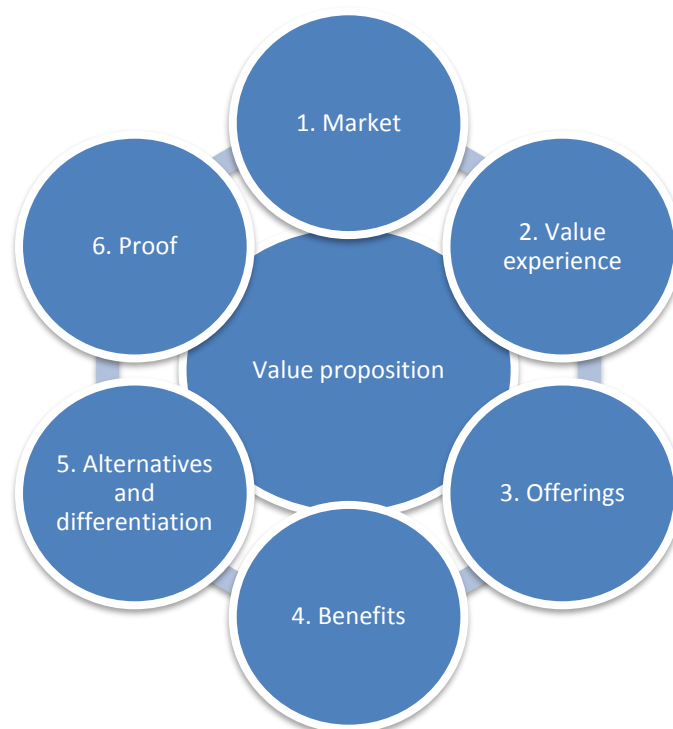 1. Market
2. Value
experience
3. Offerings
4. Benefits
5. Alternatives
and
differentiation
6. Proof
Value proposition